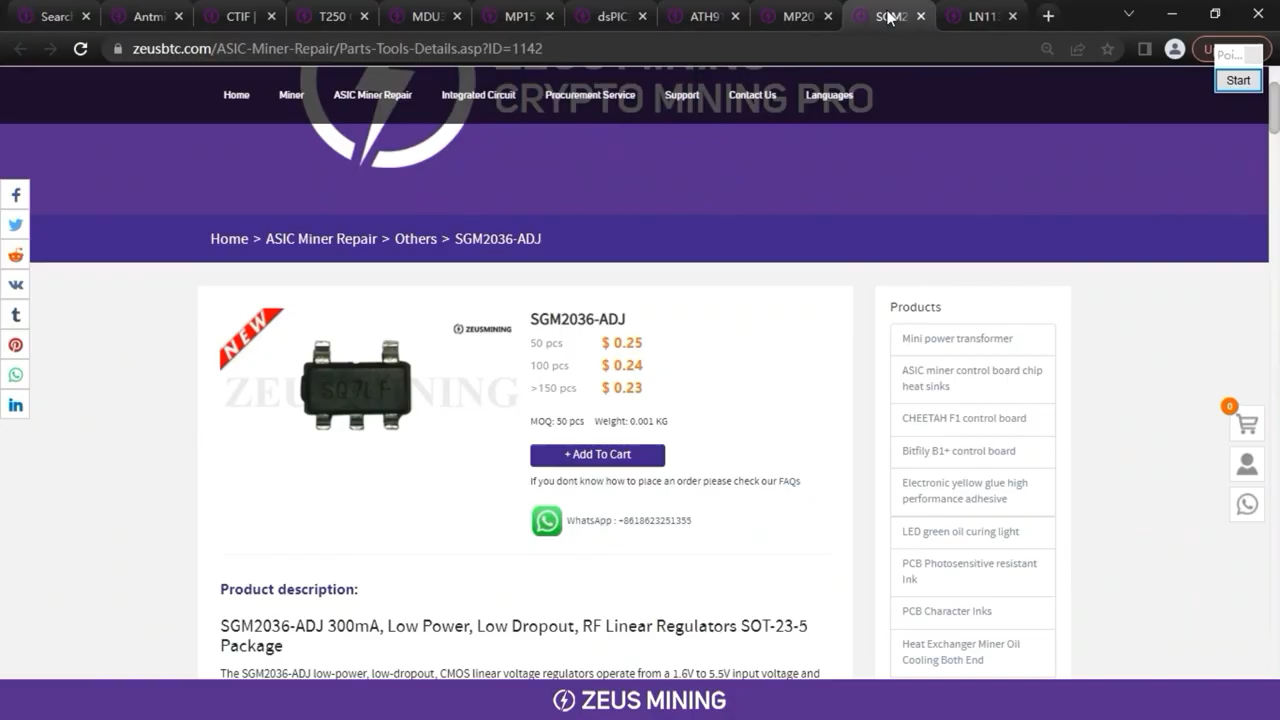 Searc
Antmi
CTIF |
T250
MDU3
MP15
dsPIC
ATH9
MP20
SGM2
LN11
zeusbtc.com/ASIC-Miner-Repair/Parts-Tools-Details.asp?ID=1142
Poi...
Start
CRYPTO MINING PRO
Home
Miner
ASIC Miner Repair
Integrated Circuit
Procurement Service
Support
Contact Us
Languages
Home > ASIC Miner Repair > Others > SGM2036-ADJ
NEW
ZEUSMINING
SGM2036-ADJ
50 pcs $ 0.25
100 pcs $ 0.24
>150 pcs $ 0.23
MOQ: 50 pcs Weight: 0.001 KG
+ Add To Cart
If you dont know how to place an order please check our FAQs
WhatsApp : +8618623251355
Product description:
SGM2036-ADJ 300mA, Low Power, Low Dropout, RF Linear Regulators SOT-23-5
Package
The SGM2036-ADJ low-power, low-dropout, CMOS linear voltage regulators operate from a 1.6V to 5.5V input voltage and
Products
Mini power transformer
ASIC miner control board chip
heat sinks
CHEETAH F1 control board
Bitfily B1+ control board
Electronic yellow glue high
performance adhesive
LED green oil curing light
PCB Photosensitive resistant
Ink
PCB Character Inks
Heat Exchanger Miner Oil
Cooling Both End
0
ZEUS MINING